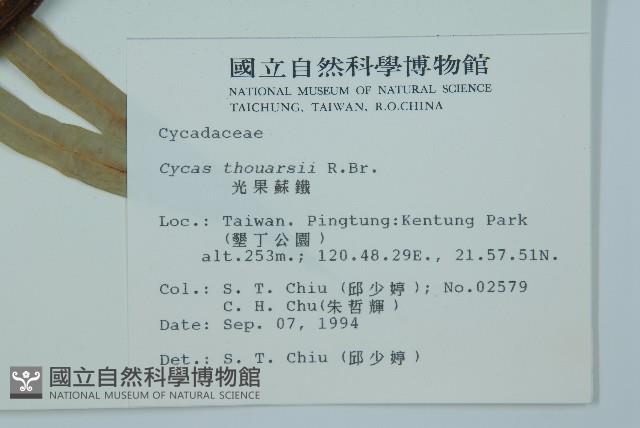 國立自然科學博物館
NATIONAL MUSEUM OF NATURAL SCIENCE
TAICHUNG, TAIWAN, R.O.CHINA
Cycadaceae
Cycas thouarsii R.Br.
光果蘇鐵
Loc.: Taiwan. Pingtung:Kentung Park
(墾丁公園)
alt.253m.; 120.48.29E., 21.57.51N.
Col.: S. T. Chiu (邱少婷); No.02579
C. H. Chu(朱哲輝)
Date: Sep. 07, 1994
Det.: S. T. Chiu (邱少婷)
國立自然科學博物館
NATIONAL MUSEUM OF NATURAL SCIENCE